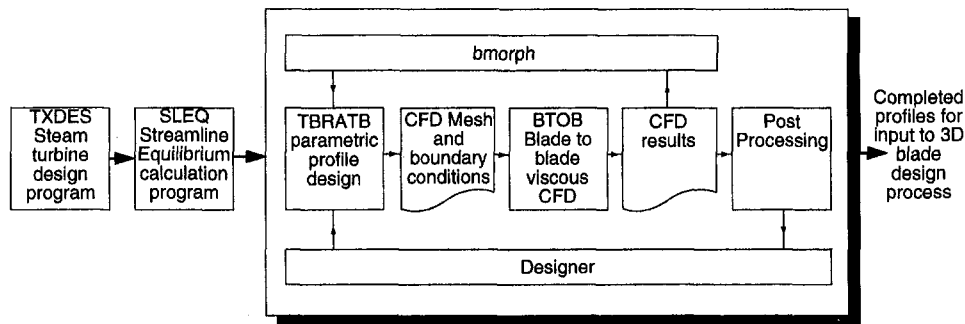 bmorph
TXDES
Steam
turbine
design
program
SLEQ
Streamline
Equilibrium
calculation
program
TBRATB
parametric
profile
design
CFD Mesh
and
boundary
conditions
BTOB
Blade to
blade
viscous
CFD
CFD
results
Post
Processing
Completed
profiles for
input to 3D
blade
design
process
Designer